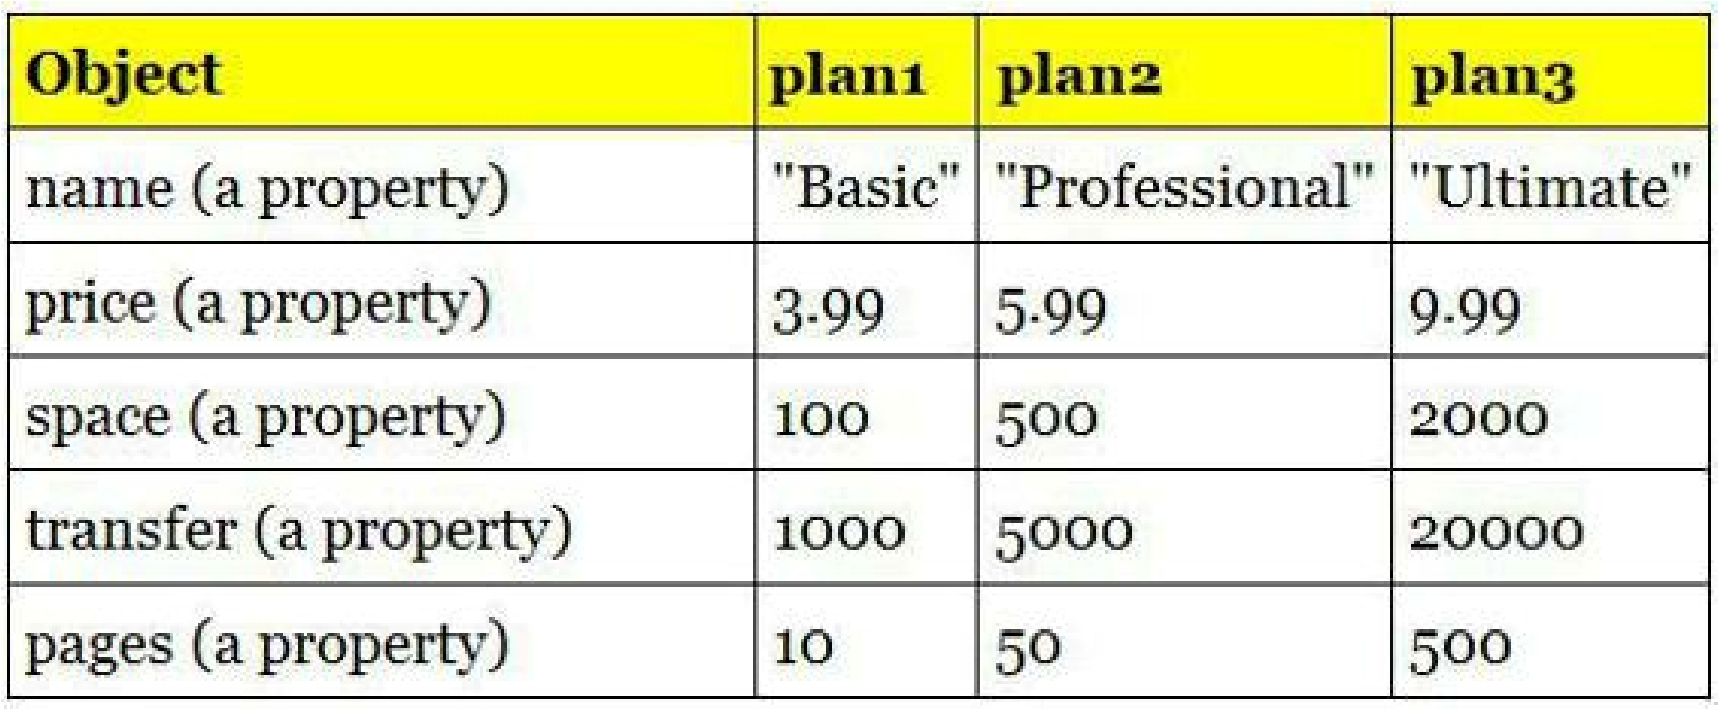 Object plan1 plan2 plan3
name (a property) "Basic" "Professional" "Ultimate"
price (a property) 3.99 5.99 9.99
space (a property) 100 500 2000
transfer (a property) 1000 5000 20000
pages (a property) 10 50 500